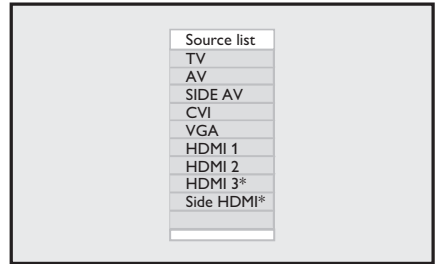 Source list
TV
AV
SIDE AV
CVI
VGA
HDMI 1
HDMI 2
HDMI 3*
Side HDMI*